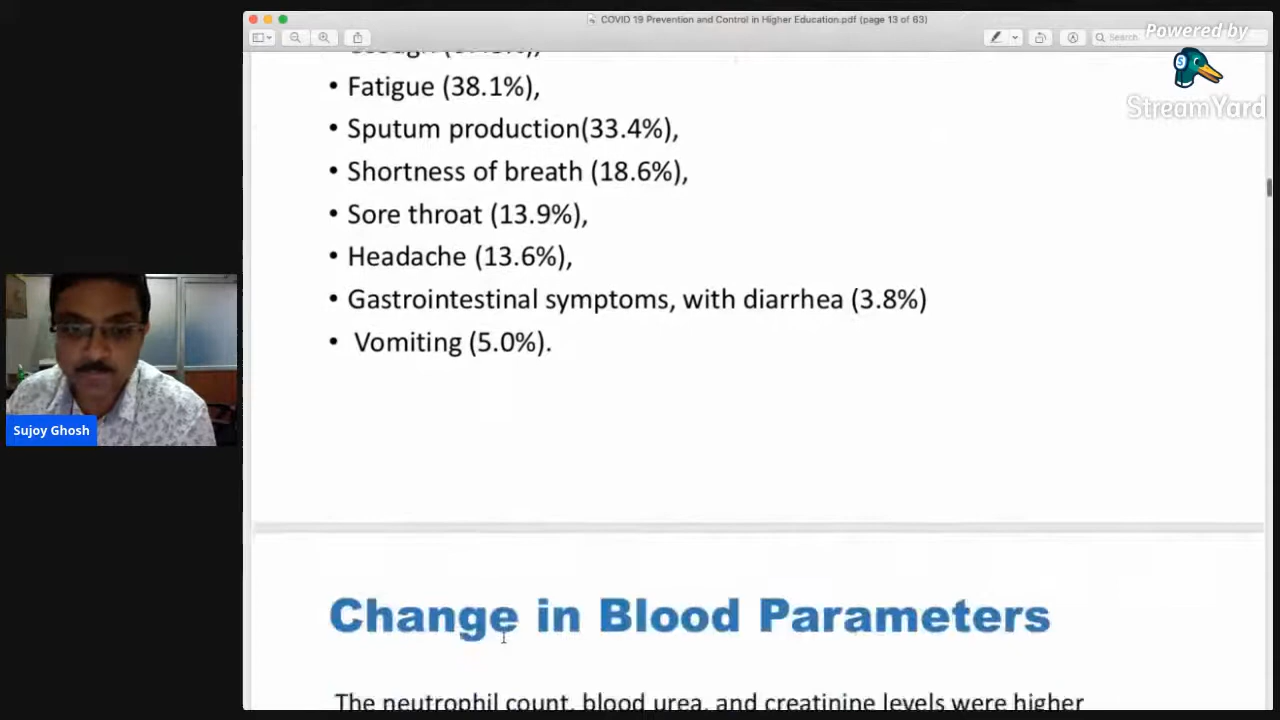 COVID 19 Prevention and Control in Higher Education.pdf (page 13 of 63)
Powered by
Search
StreamYard
• Fatigue (38.1%),
• Sputum production(33.4%),
• Shortness of breath (18.6%),
• Sore throat (13.9%),
• Headache (13.6%),
• Gastrointestinal symptoms, with diarrhea (3.8%)
• Vomiting (5.0%).
Sujoy Ghosh
Change in Blood Parameters
The neutrophil count, blood urea, and creatinine levels were higher